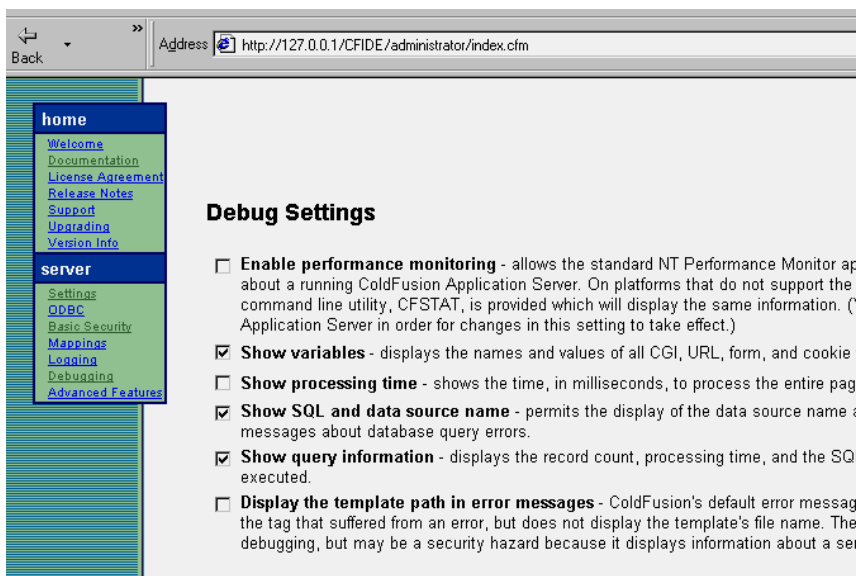 »
Back
Address http://127.0.0.1/CFIDE/administrator/index.cfm
home
Welcome
Documentation
License Agreement
Release Notes
Support
Upgrading
Version Info
server
Settings
ODBC
Basic Security
Mappings
Logging
Debugging
Advanced Features
Debug Settings
Enable performance monitoring - allows the standard NT Performance Monitor ap
about a running ColdFusion Application Server. On platforms that do not support the
command line utility, CFSTAT, is provided which will display the same information. (
Application Server in order for changes in this setting to take effect.)
Show variables - displays the names and values of all CGI, URL, form, and cookie
Show processing time - shows the time, in milliseconds, to process the entire pag
Show SQL and data source name - permits the display of the data source name a
messages about database query errors.
Show query information - displays the record count, processing time, and the SQ
executed.
Display the template path in error messages - ColdFusion's default error messag
the tag that suffered from an error, but does not display the template's file name. The
debugging, but may be a security hazard because it displays information about a ser